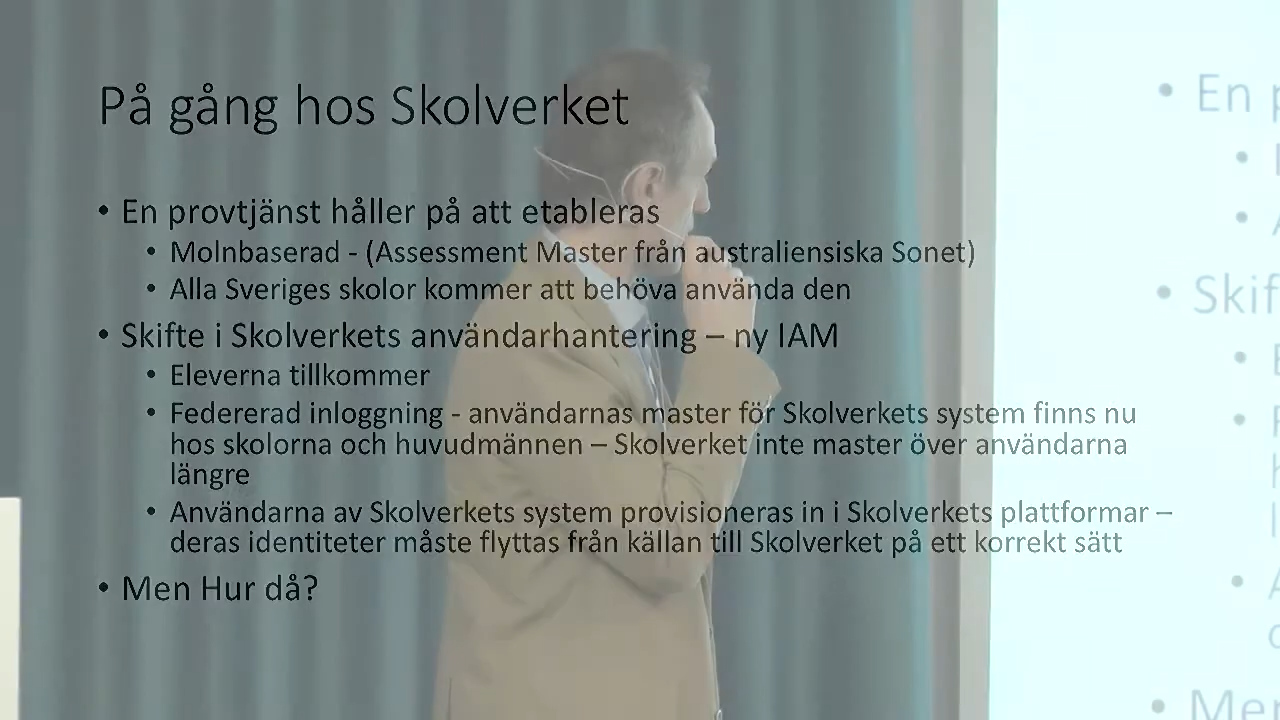 På gång hos Skolverket
• En provtjänst håller på att etableras
• Molnbaserad - (Assessment Master från australiensiska Sonet)
• Alla Sveriges skolor kommer att behöva använda den
• Skifte i Skolverkets användarhantering – ny IAM
• Eleverna tillkommer
• Federerad inloggning - användarnas master för Skolverkets system finns nu
hos skolorna och huvudmännen – Skolverket inte master över användarna
längre
• Användarna av Skolverkets system provisioneras in i Skolverkets plattformar –
deras identiteter måste flyttas från källan till Skolverket på ett korrekt sätt
• Men Hur då?
• En
• Skif
• Men